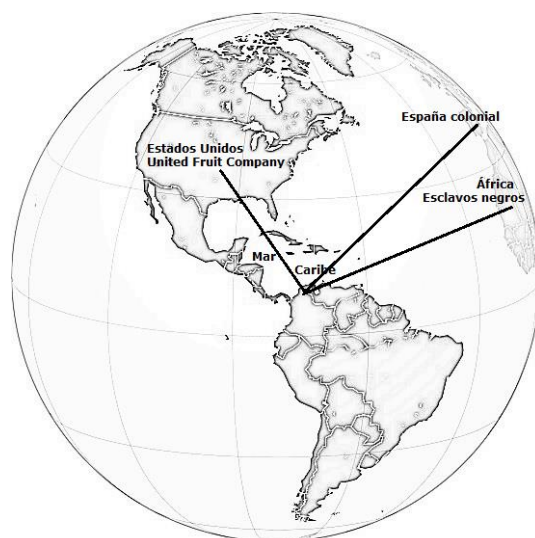 España colonial
Estados Unidos
United Fruit Company
África
Esclavos negros
Mar
Caribe